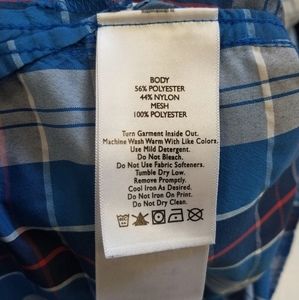 BODY
56% POLYESTER
44% NYLON
MESH
100% POLYESTER
Turn Garment Inside Out.
Machine Wash Warm With Like Colors.
Use Mild Detergent.
Do Not Bleach.
Do Not Use Fabric Softeners.
Tumble Dry Low.
Remove Promptly.
Cool Iron As Desired.
Do Not Iron On Print.
Do Not Dry Clean.